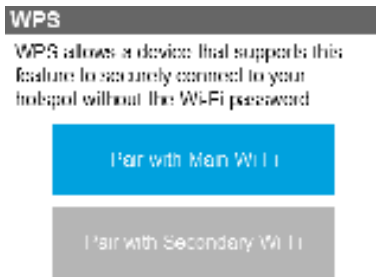 WPS
WPS allows a device that supports this
feature to securely connect to your
hotspot without the Wi-Fi password
Pair with Main Wi-Fi
Pair with Secondary Wi-Fi